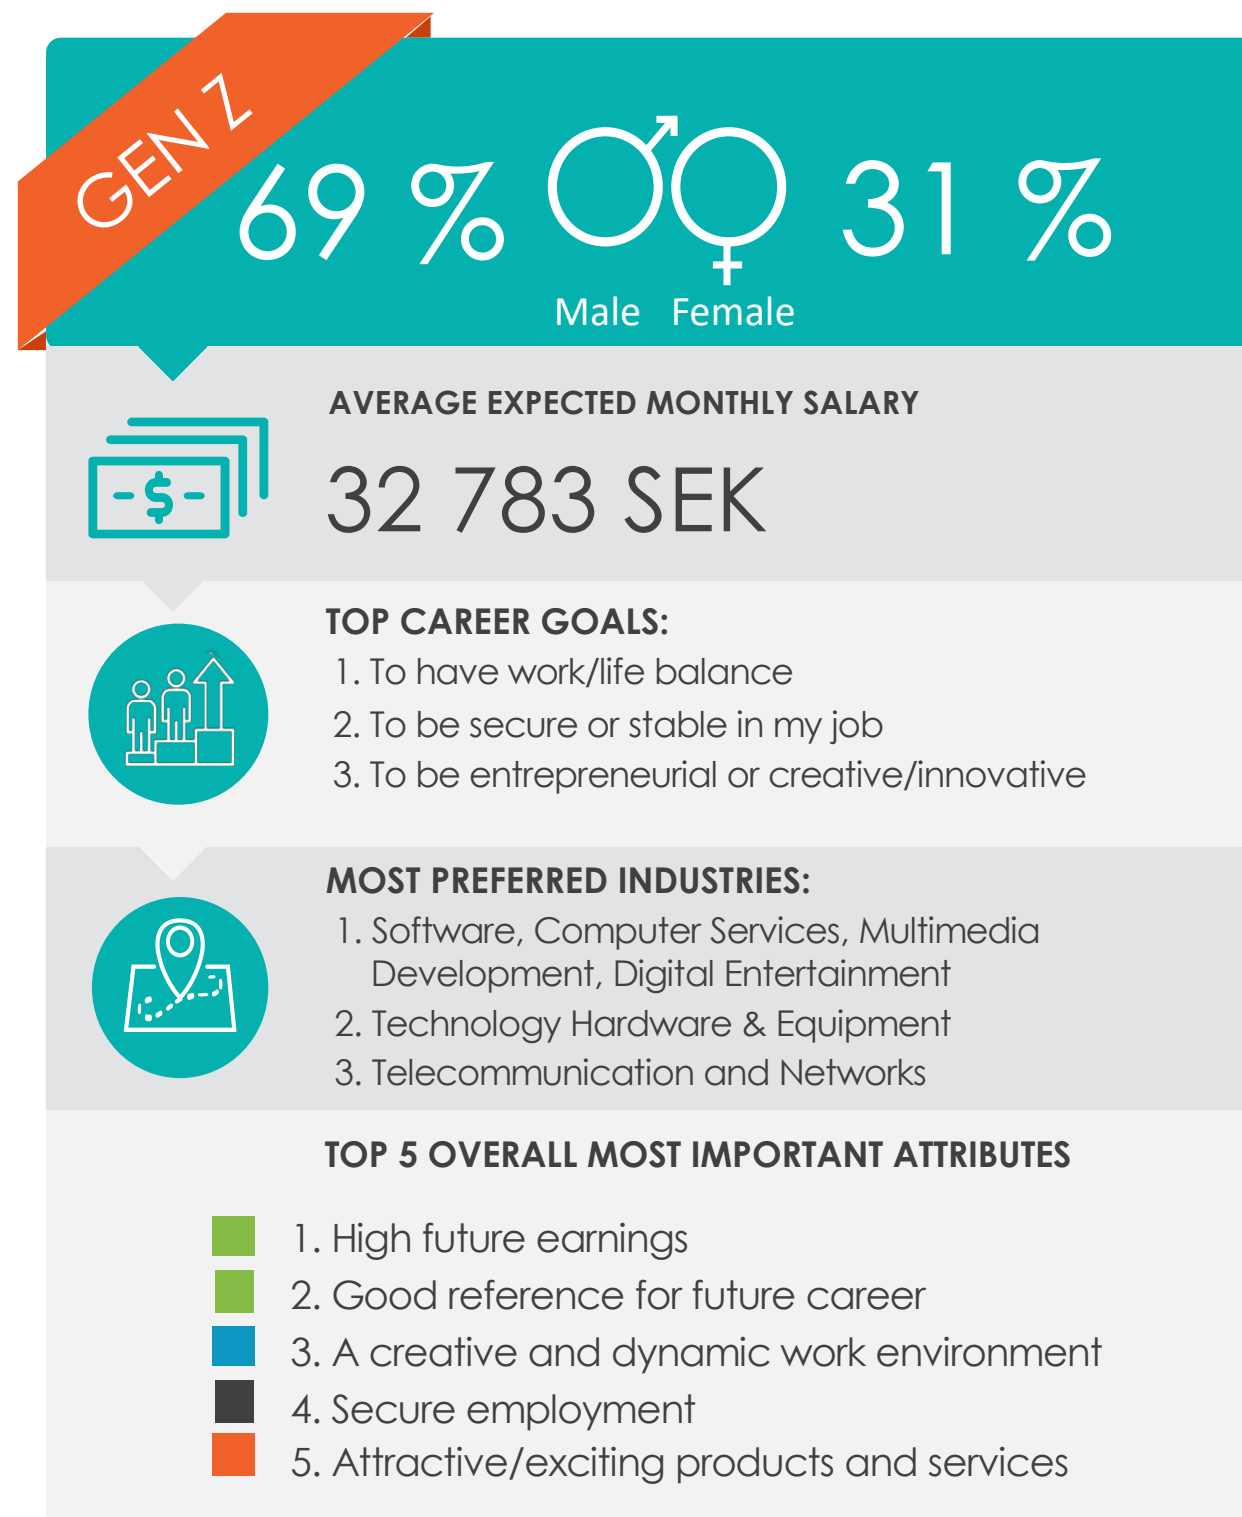 GEN Z
69 % 31 %
Male Female
AVERAGE EXPECTED MONTHLY SALARY
-$-
32 783 SEK
TOP CAREER GOALS:
1. To have work/life balance
2. To be secure or stable in my job
3. To be entrepreneurial or creative/innovative
MOST PREFERRED INDUSTRIES:
1. Software, Computer Services, Multimedia
Development, Digital Entertainment
2. Technology Hardware & Equipment
3. Telecommunication and Networks
TOP 5 OVERALL MOST IMPORTANT ATTRIBUTES
1. High future earnings
2. Good reference for future career
3. A creative and dynamic work environment
4. Secure employment
5. Attractive/exciting products and services